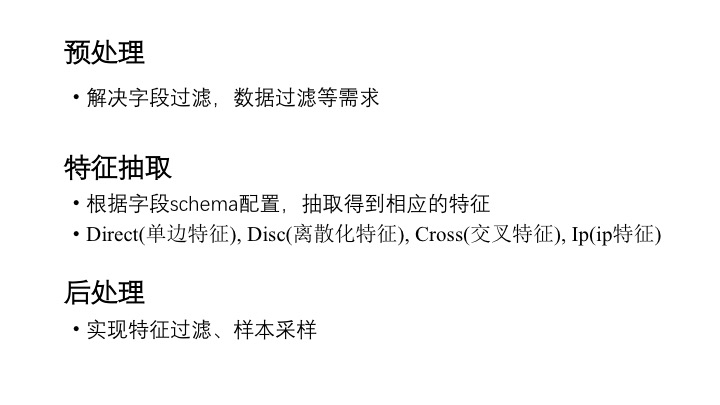 预处理
• 解决字段过滤，数据过滤等需求
特征抽取
• 根据字段schema配置，抽取得到相应的特征
• Direct(单边特征), Disc(离散化特征), Cross(交叉特征), Ip(ip特征)
后处理
• 实现特征过滤、样本采样